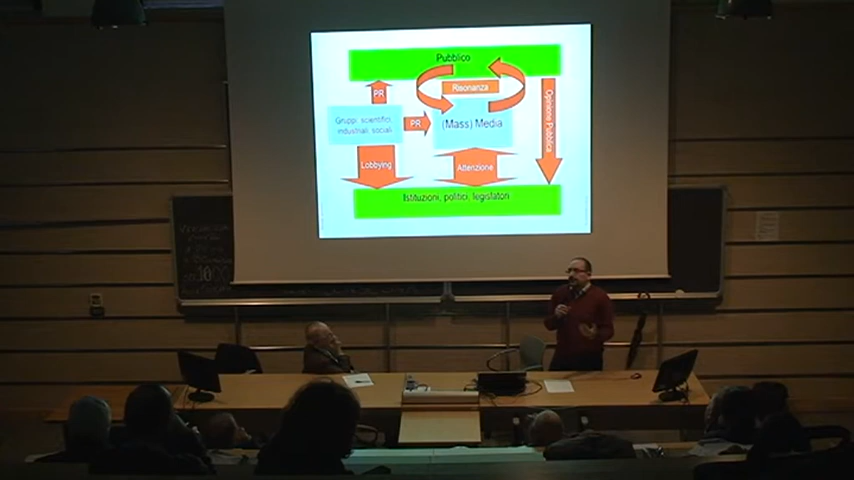 Pubblico
Risonanza
PR
Gruppi scientifici,
industriali, sociali
PR
(Mass) Media
Opinione Pubblica
Lobbying
Attenzione
Istituzioni, politici, legislatori